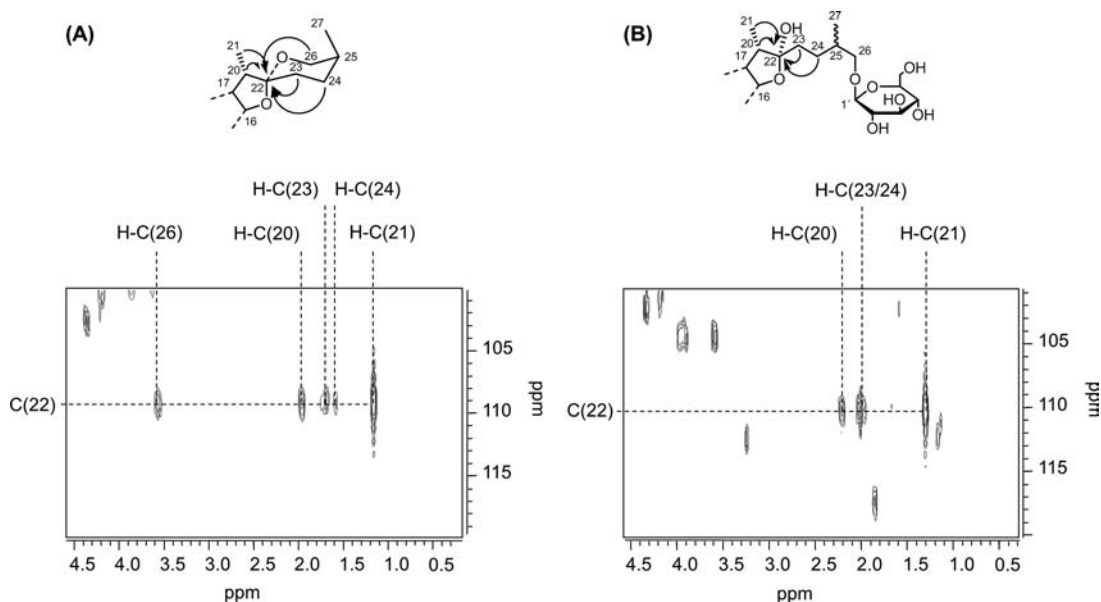 (A)
27
21
26
25
20
23
O
22
24
17
O
16
H-C(23)
H-C(24)
H-C(26)
H-C(20)
H-C(21)
C(22)
105
110
115
ppm
4.5 4.0 3.5 3.0 2.5 2.0 1.5 1.0 0.5
ppm
(B)
27
21
OH
20
23
24
26
25
17
22
O
O
OH
O
16
1´
HO
HO
OH
OH
H-C(23/24)
H-C(20)
H-C(21)
C(22)
105
110
115
ppm
4.5 4.0 3.5 3.0 2.5 2.0 1.5 1.0 0.5
ppm